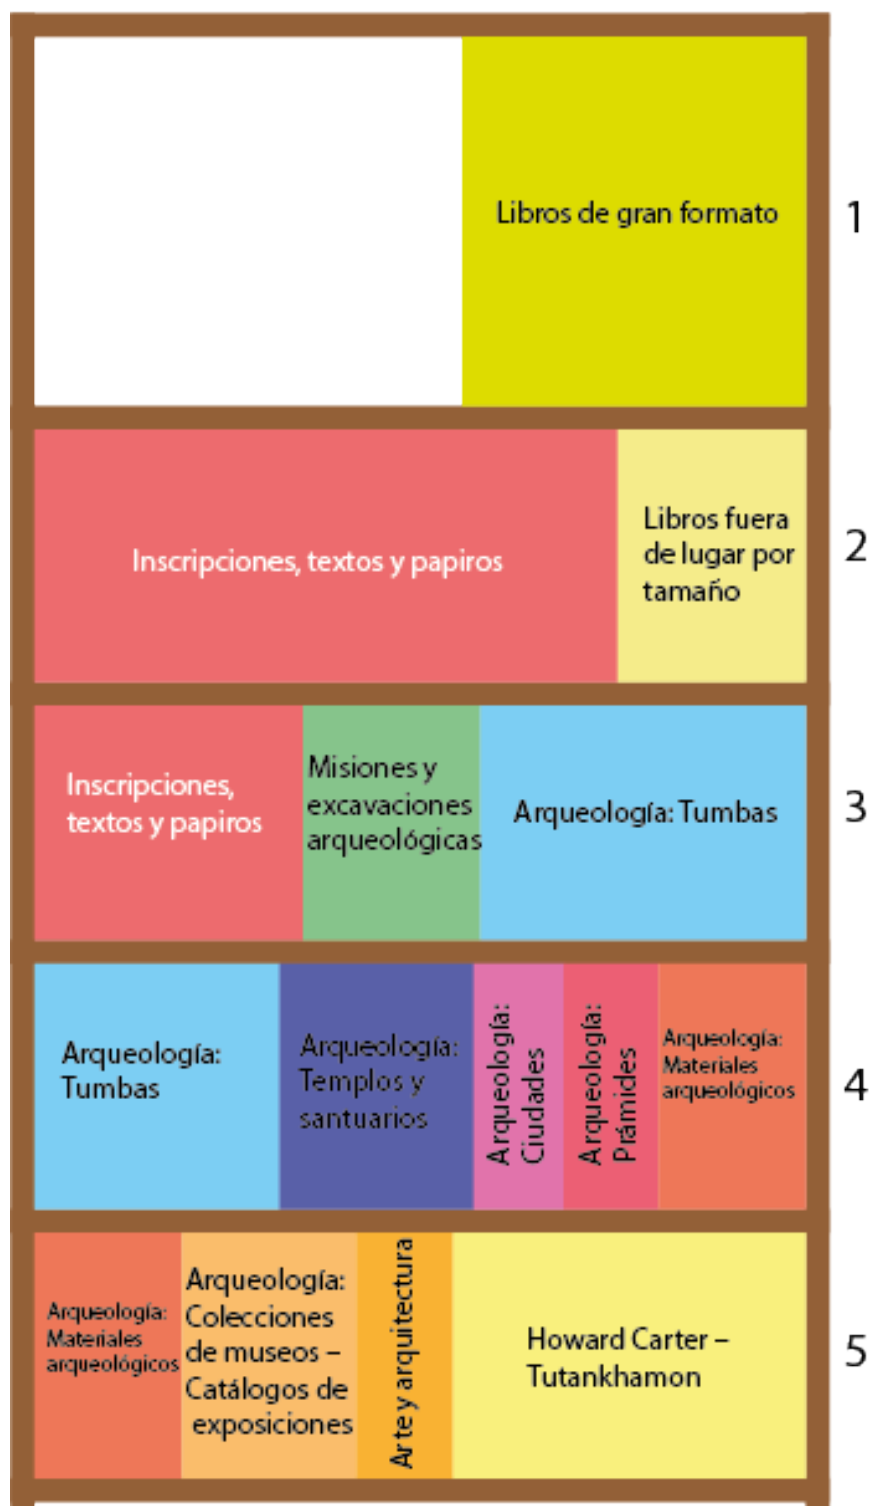 Libros de gran formato
1
Inscripciones, textos y papiros
Libros fuera
de lugar por
tamaño
2
Inscripciones,
textos y papiros
Misiones y
excavaciones
arqueológicas
Arqueología: Tumbas
3
Arqueología:
Tumbas
Arqueología:
Templos y
santuarios
Arqueología:
Ciudades
Arqueología:
Prámides
Arqueología:
Materiales
arqueológicos
4
Arqueología:
Materiales
arqueológicos
Arqueología:
Colecciones
de museos –
Catálogos de
exposiciones
Arte y arquitectura
Howard Carter –
Tutankhamon
5